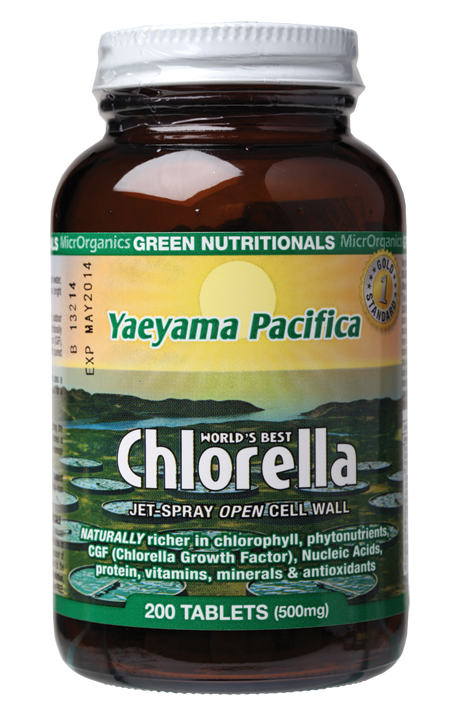 LS MicrOrganics GREEN NUTRITIONALS MicrOrganics G
B 13214
EXP MAY2014
GOLD
1
STANDARD
Yaeyama Pacifica
WORLD'S BEST
Chlorella
JET-SPRAY OPEN CELL WALL
NATURALLY richer in chlorophyll, phytonutrients,
CGF (Chlorella Growth Factor), Nucleic Acids,
protein, vitamins, minerals & antioxidants
200 TABLETS (500mg)